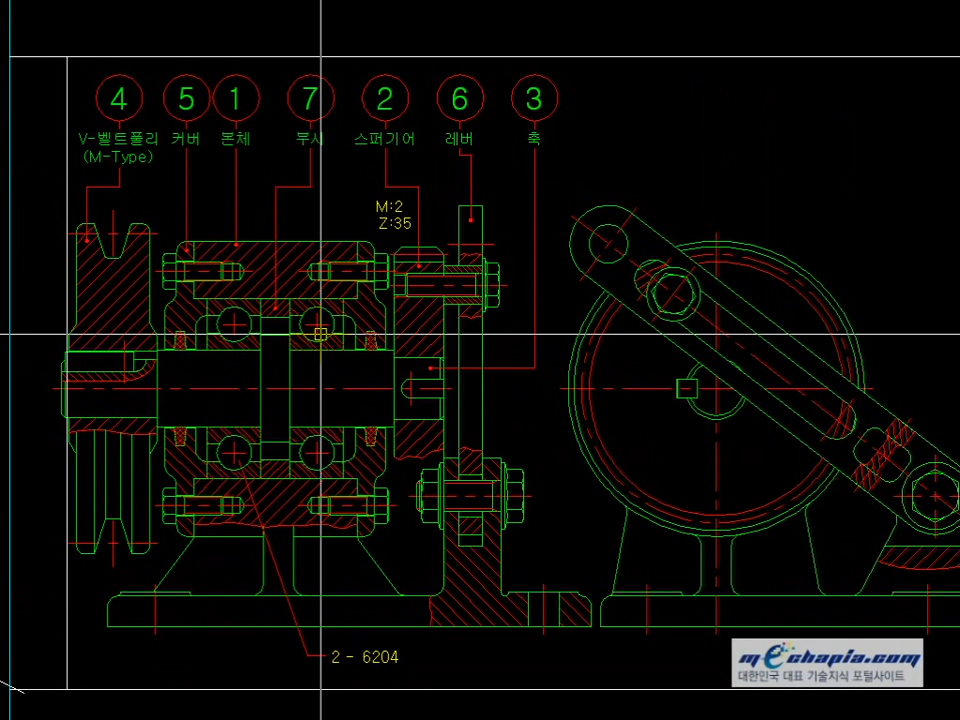 4 5 1 7 2 6 3
V-벨트풀리 커버 본체 부시 스퍼기어 레버 축
(M-Type)
M:2
Z:35
2 - 6204
mechapia.com
대한민국 대표 기술지식 포털사이트